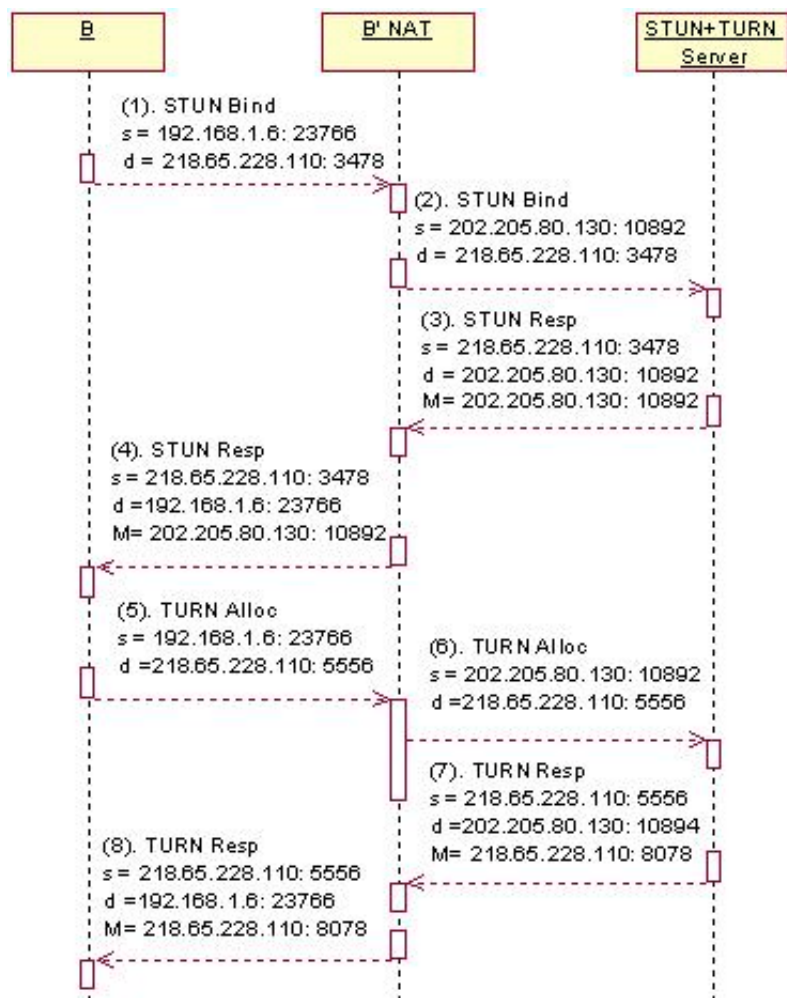 B
B' NAT
STUN+TURN
Server
(1). STUN Bind
s = 192.168.1.6: 23766
d = 218.65.228.110: 3478
(2). STUN Bind
s = 202.205.80.130: 10892
d = 218.65.228.110: 3478
(3). STUN Resp
s = 218.65.228.110: 3478
d = 202.205.80.130: 10892
M= 202.205.80.130: 10892
(4). STUN Resp
s = 218.65.228.110: 3478
d =192.168.1.6: 23766
M= 202.205.80.130: 10892
(5). TURN Alloc
s = 192.168.1.6: 23766
d =218.65.228.110: 5556
(6). TURN Alloc
s = 202.205.80.130: 10892
d =218.65.228.110: 5556
(7). TURN Resp
s = 218.65.228.110: 5556
d =202.205.80.130: 10894
M= 218.65.228.110: 8078
(8). TURN Resp
s = 218.65.228.110: 5556
d =192.168.1.6: 23766
M= 218.65.228.110: 8078